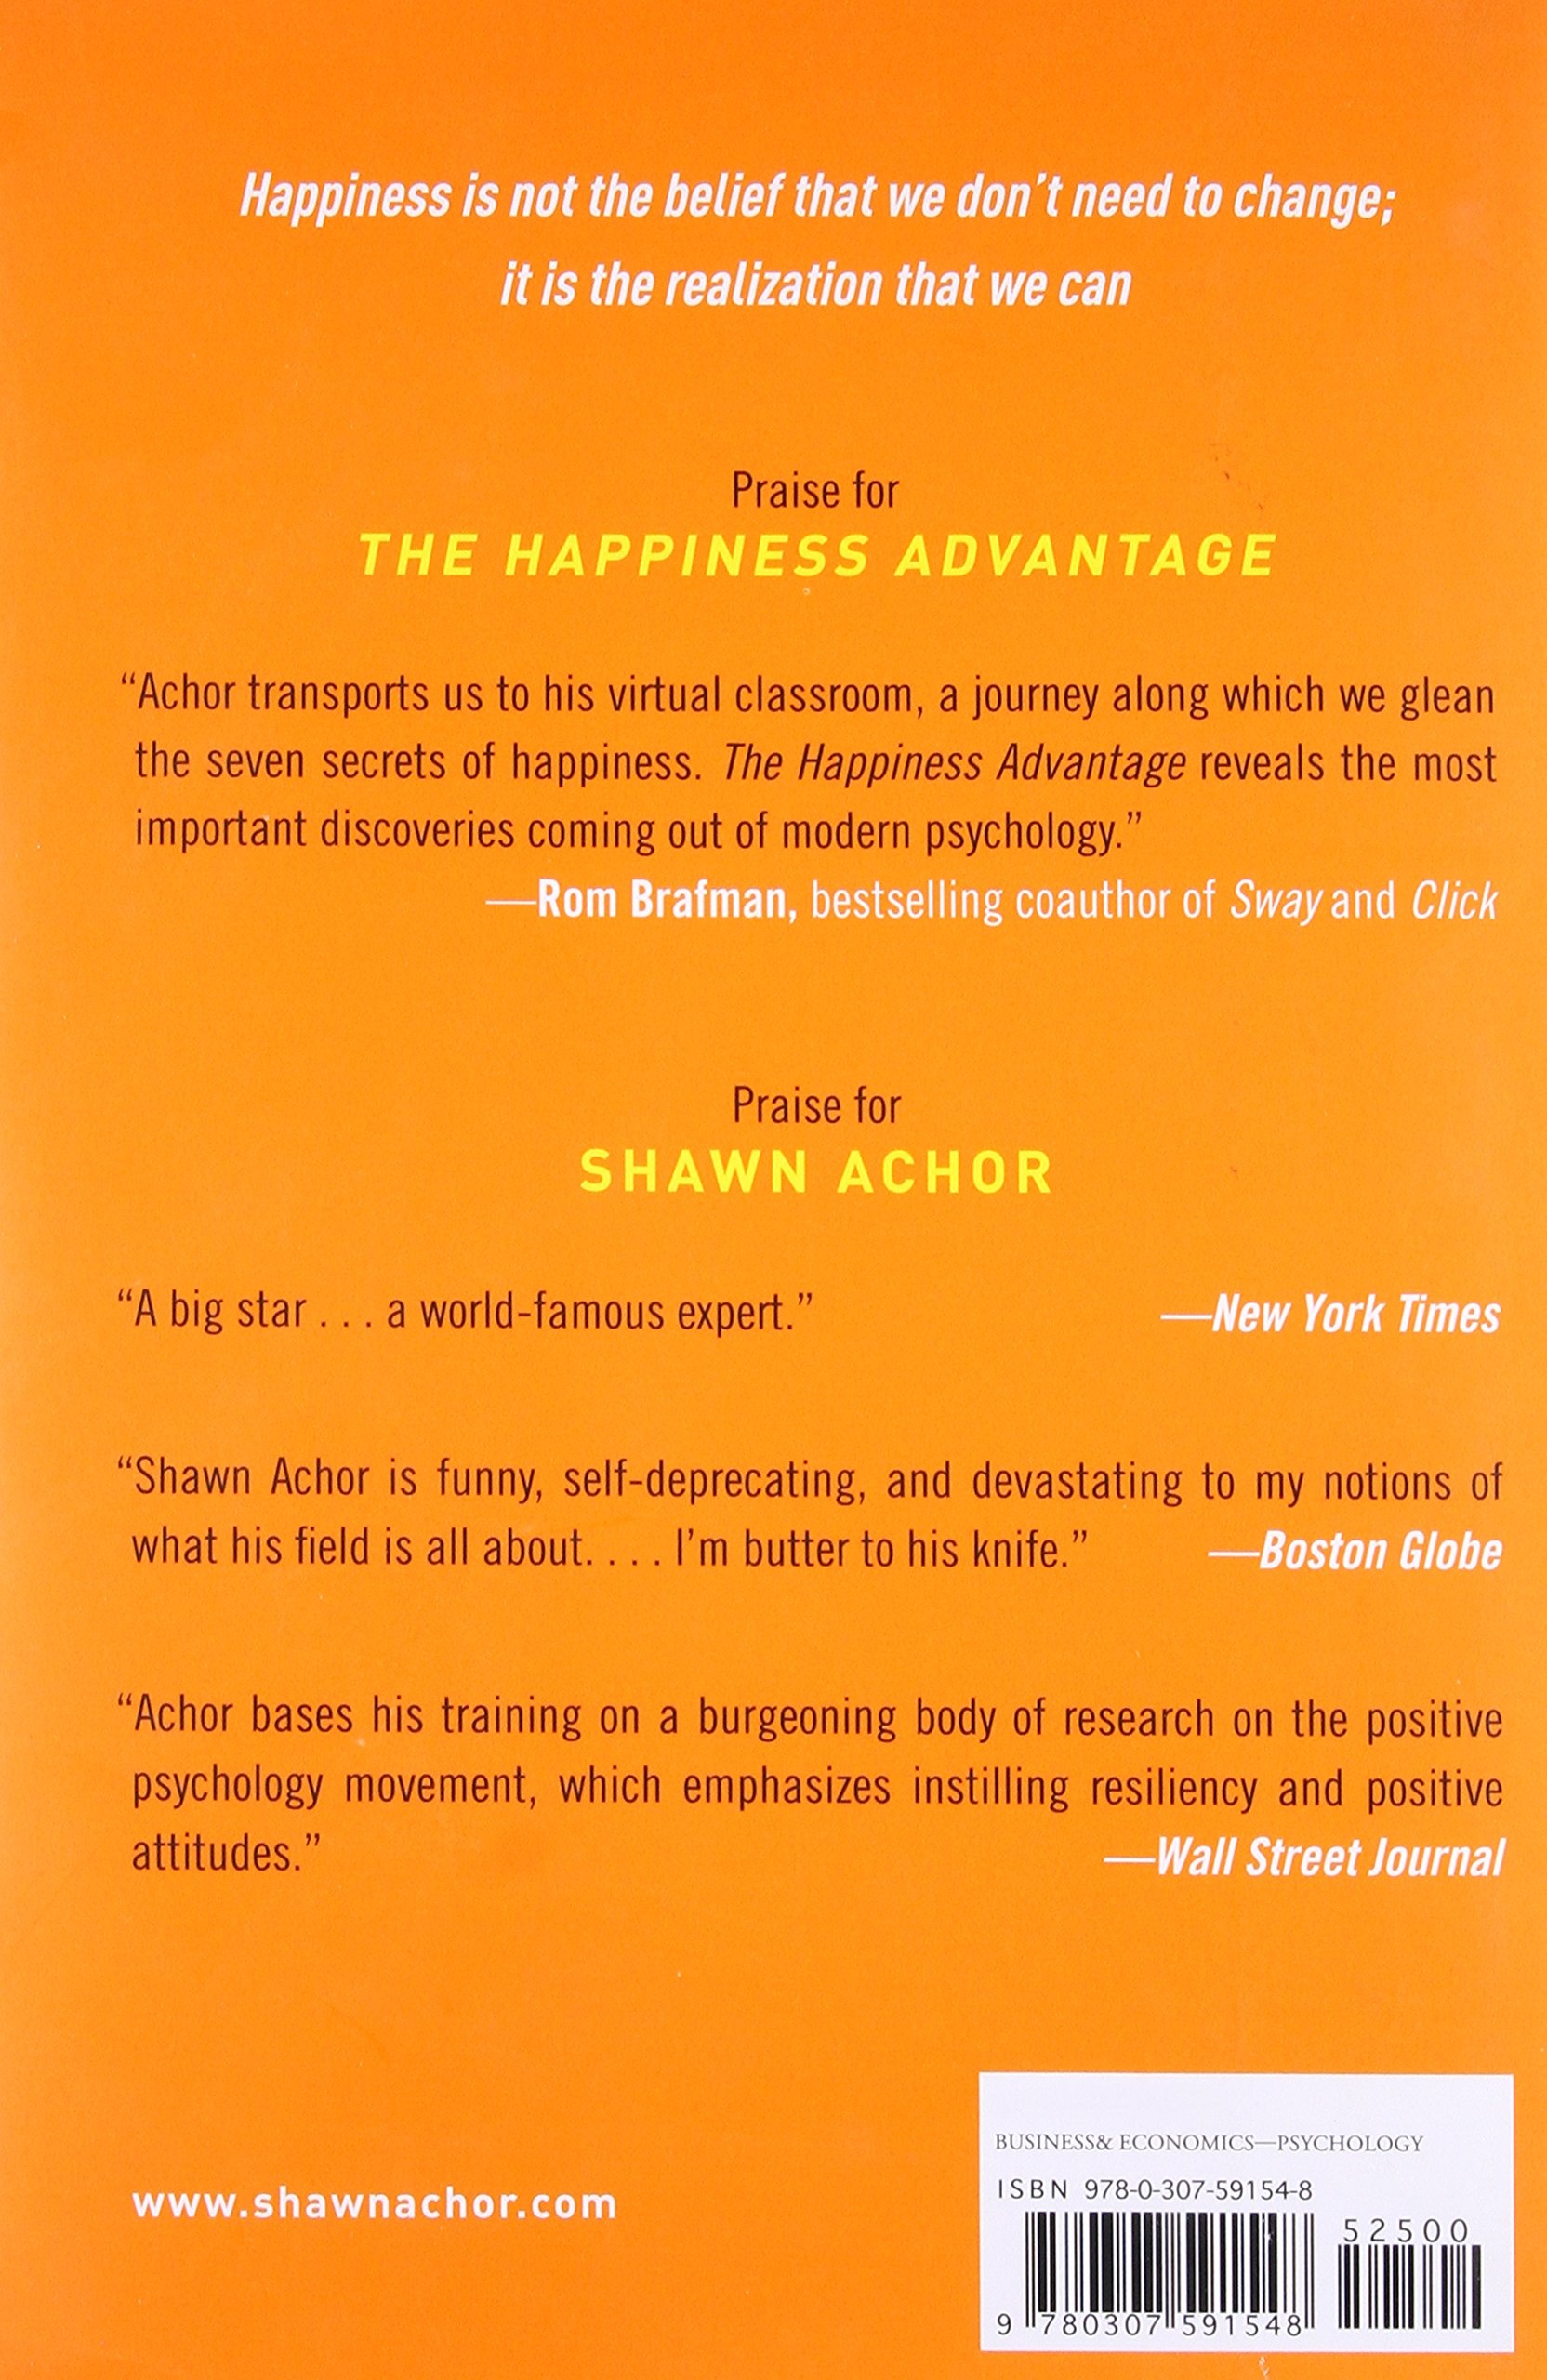 Happiness is not the belief that we don't need to change;
it is the realization that we can
Praise for
THE HAPPINESS ADVANTAGE
“Achor transports us to his virtual classroom, a journey along which we glean
the seven secrets of happiness. The Happiness Advantage reveals the most
important discoveries coming out of modern psychology.”
—Rom Brafman, bestselling coauthor of Sway and Click
Praise for
SHAWN ACHOR
“A big star . . . a world-famous expert.” —New York Times
“Shawn Achor is funny, self-deprecating, and devastating to my notions of
what his field is all about. . . . I’m butter to his knife.” —Boston Globe
“Achor bases his training on a burgeoning body of research on the positive
psychology movement, which emphasizes instilling resiliency and positive
attitudes.” —Wall Street Journal
www.shawnachor.com
BUSINESS& ECONOMICS—PSYCHOLOGY
ISBN 978-0-307-59154-8
52500
9 780307 591548